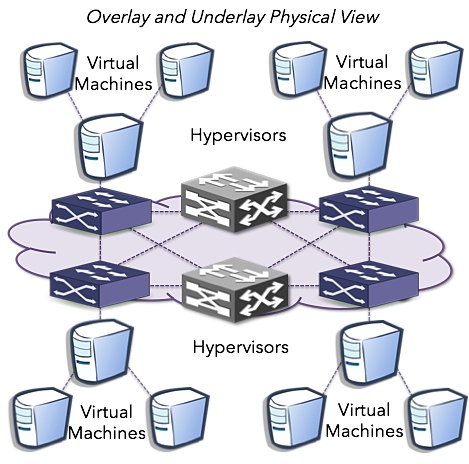 Overlay and Underlay Physical View
Virtual
Machines
Virtual
Machines
Hypervisors
Hypervisors
Virtual
Machines
Virtual
Machines